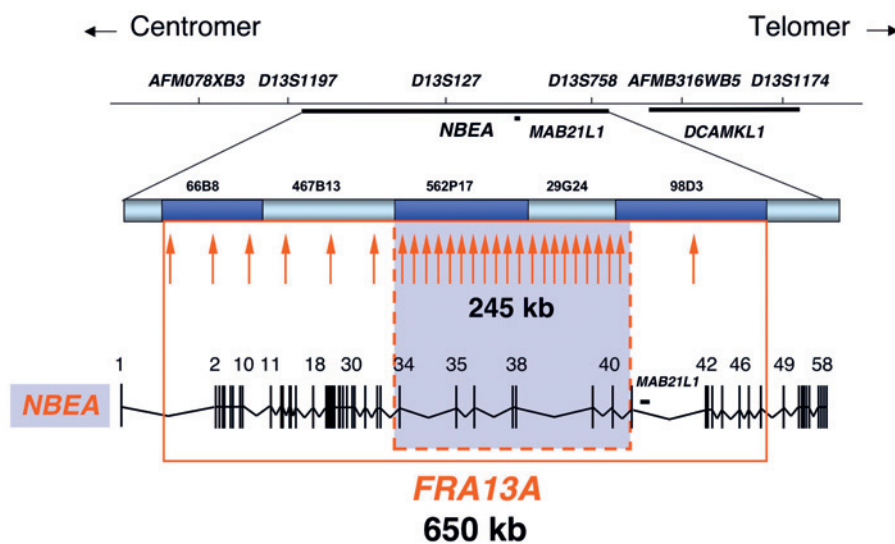 Centromer Telomer
AFM078XB3 D13S1197 D13S127 D13S758 AFMB316WB5 D13S1174
NBEA MAB21L1 DCAMKL1
66B8 467B13 562P17 29G24 98D3
245 kb
1 2 10 11 18 30 34 35 38 40 42 46 49 58
MAB21L1
NBEA
FRA13A
650 kb